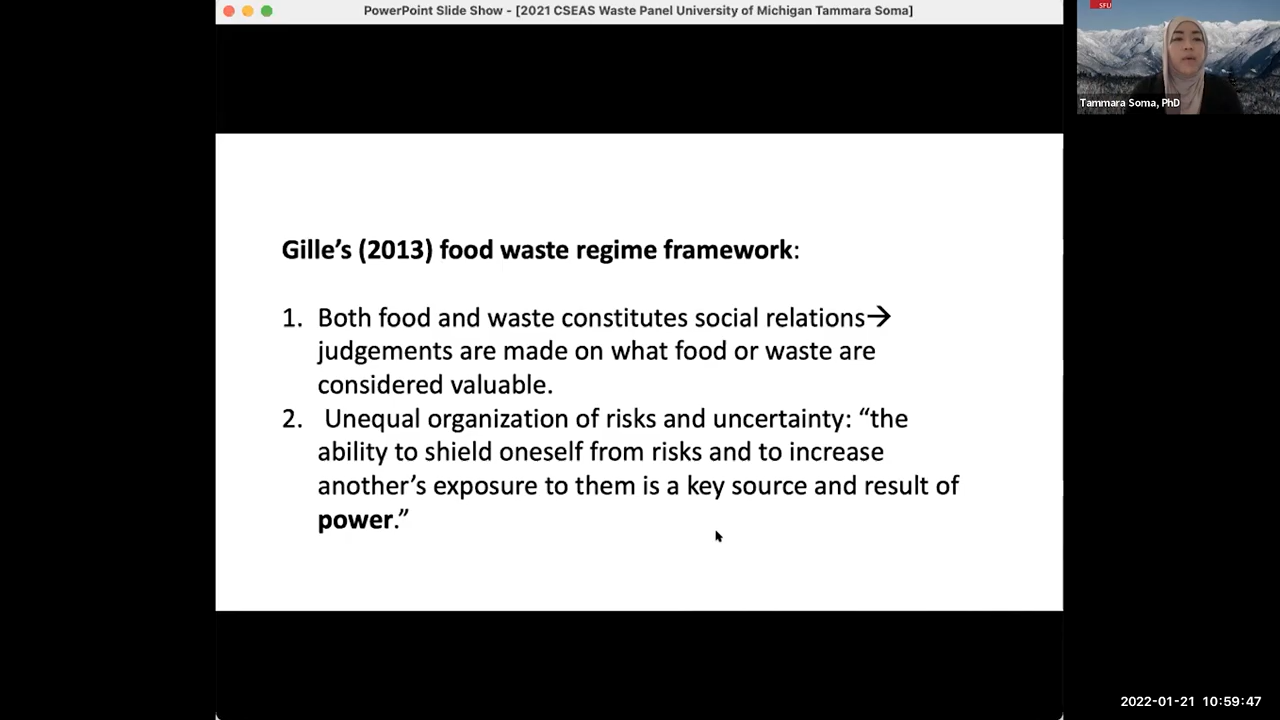 PowerPoint Slide Show - [2021 CSEAS Waste Panel University of Michigan Tammara Soma]
SFU
Tammara Soma, PhD
Gille’s (2013) food waste regime framework:
1. Both food and waste constitutes social relations→
judgements are made on what food or waste are
considered valuable.
2. Unequal organization of risks and uncertainty: “the
ability to shield oneself from risks and to increase
another’s exposure to them is a key source and result of
power.”
2022-01-21 10:59:47